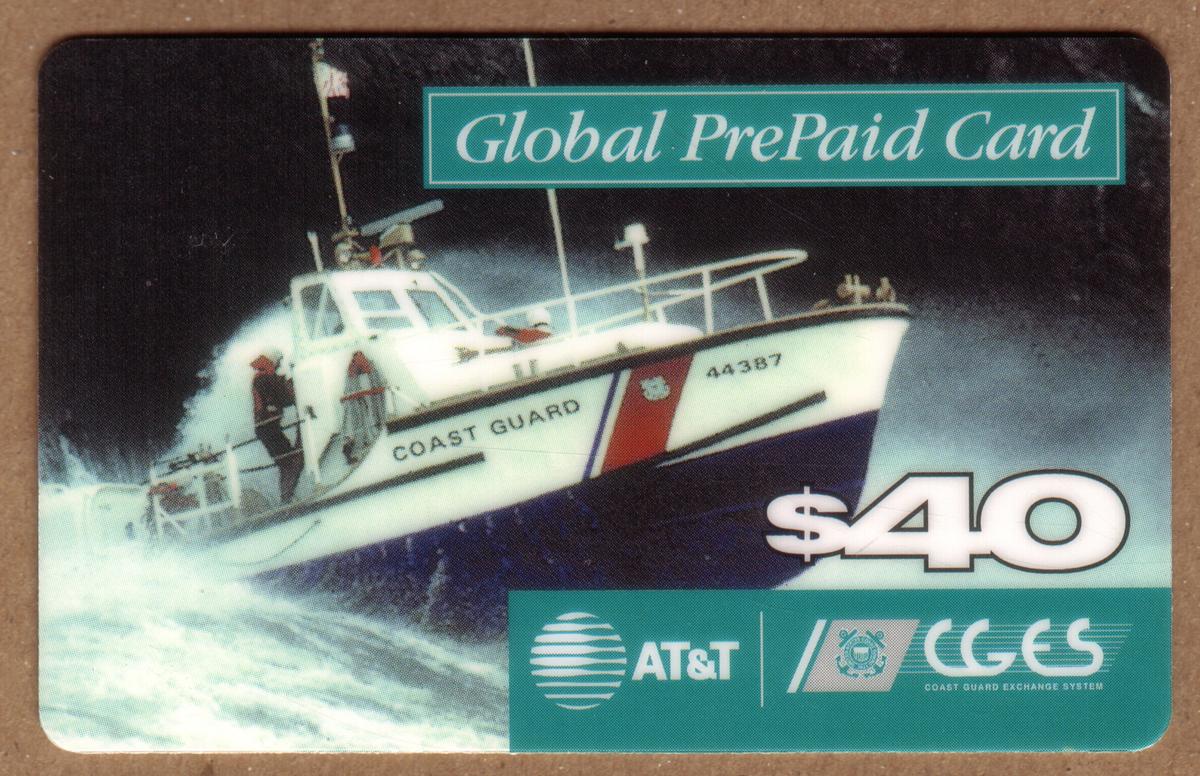 Global PrePaid Card
44387
COAST GUARD
$40
AT&T
CGES
COAST GUARD EXCHANGE SYSTEM